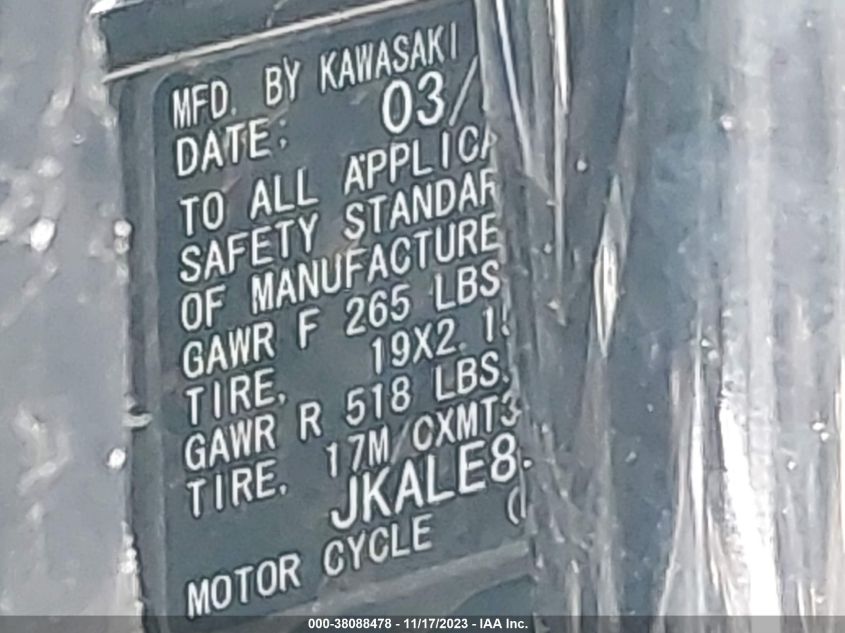 MFD. BY KAWASAKI
DATE: 03/
TO ALL APPLICA
SAFETY STANDAR
OF MANUFACTURE
GAWR F 265 LBS
TIRE. 19X2.15
GAWR R 518 LBS.
TIRE. 17M/CXMT3
JKALE8
MOTOR CYCLE (
000-38088478 - 11/17/2023 - IAA Inc.